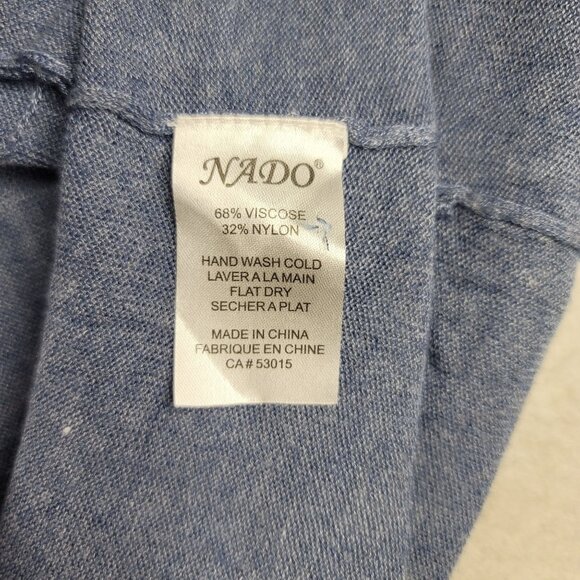 NADO®
68% VISCOSE
32% NYLON
HAND WASH COLD
LAVER A LA MAIN
FLAT DRY
SECHER A PLAT
MADE IN CHINA
FABRIQUE EN CHINE
CA # 53015